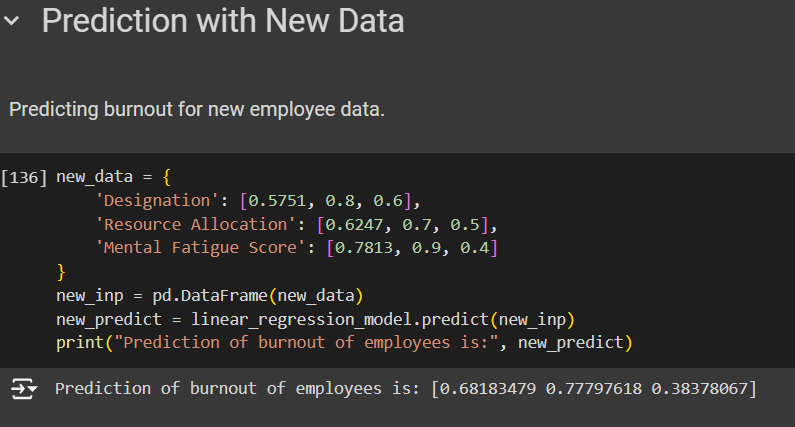 Prediction with New Data
Predicting burnout for new employee data.
[136] new_data = {
    'Designation': [0.5751, 0.8, 0.6],
    'Resource Allocation': [0.6247, 0.7, 0.5],
    'Mental Fatigue Score': [0.7813, 0.9, 0.4]
}
new_inp = pd.DataFrame(new_data)
new_predict = linear_regression_model.predict(new_inp)
print("Prediction of burnout of employees is:", new_predict)
Prediction of burnout of employees is: [0.68183479 0.77797618 0.38378067]